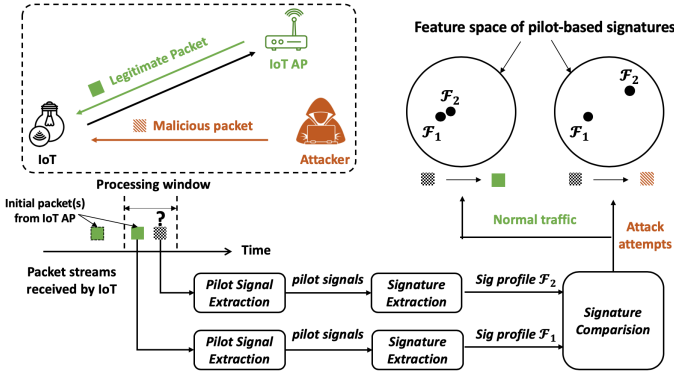 Feature space of pilot-based signatures
Legitimate Packet
IoT AP
Malicious packet
IoT
Attacker
ℱ₂
ℱ₁
ℱ₂
ℱ₁
Processing window
Initial packet(s)
from IoT AP
?
Time
Packet streams
received by IoT
Normal traffic
Attack
attempts
Pilot Signal
Extraction
pilot signals
Signature
Extraction
Sig profile ℱ₂
Pilot Signal
Extraction
pilot signals
Signature
Extraction
Sig profile ℱ₁
Signature
Comparision